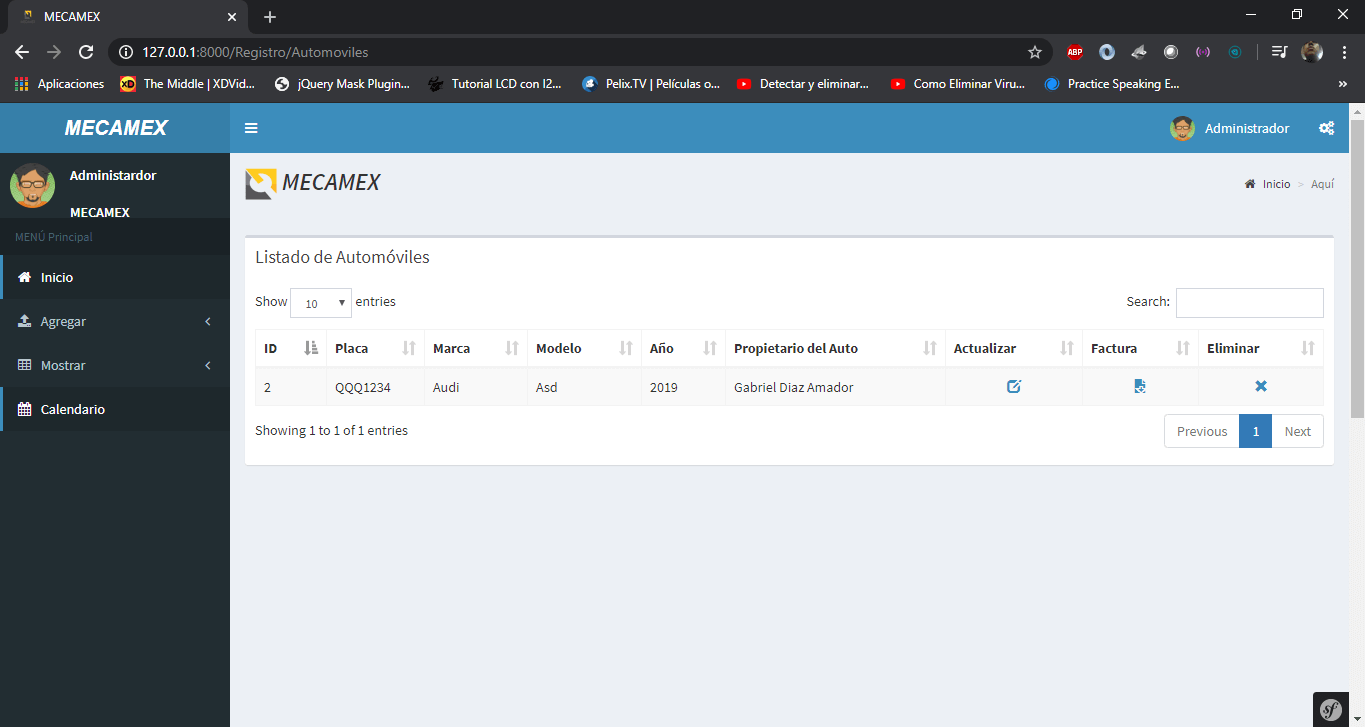 MECAMEX
127.0.0.1:8000/Registro/Automoviles
ABP
Aplicaciones
XD The Middle | XDVid...
jQuery Mask Plugin...
Tutorial LCD con I2...
Pelix.TV | Películas o...
Detectar y eliminar...
Como Eliminar Viru...
Practice Speaking E...
»
MECAMEX
Administrador
Administardor
MECAMEX
MENÚ Principal
Inicio
Agregar
Mostrar
Calendario
MECAMEX
Inicio > Aquí
Listado de Automóviles
Show 10 entries
Search:
ID Placa Marca Modelo Año Propietario del Auto Actualizar Factura Eliminar
2 QQQ1234 Audi Asd 2019 Gabriel Diaz Amador
Showing 1 to 1 of 1 entries
Previous 1 Next
sf